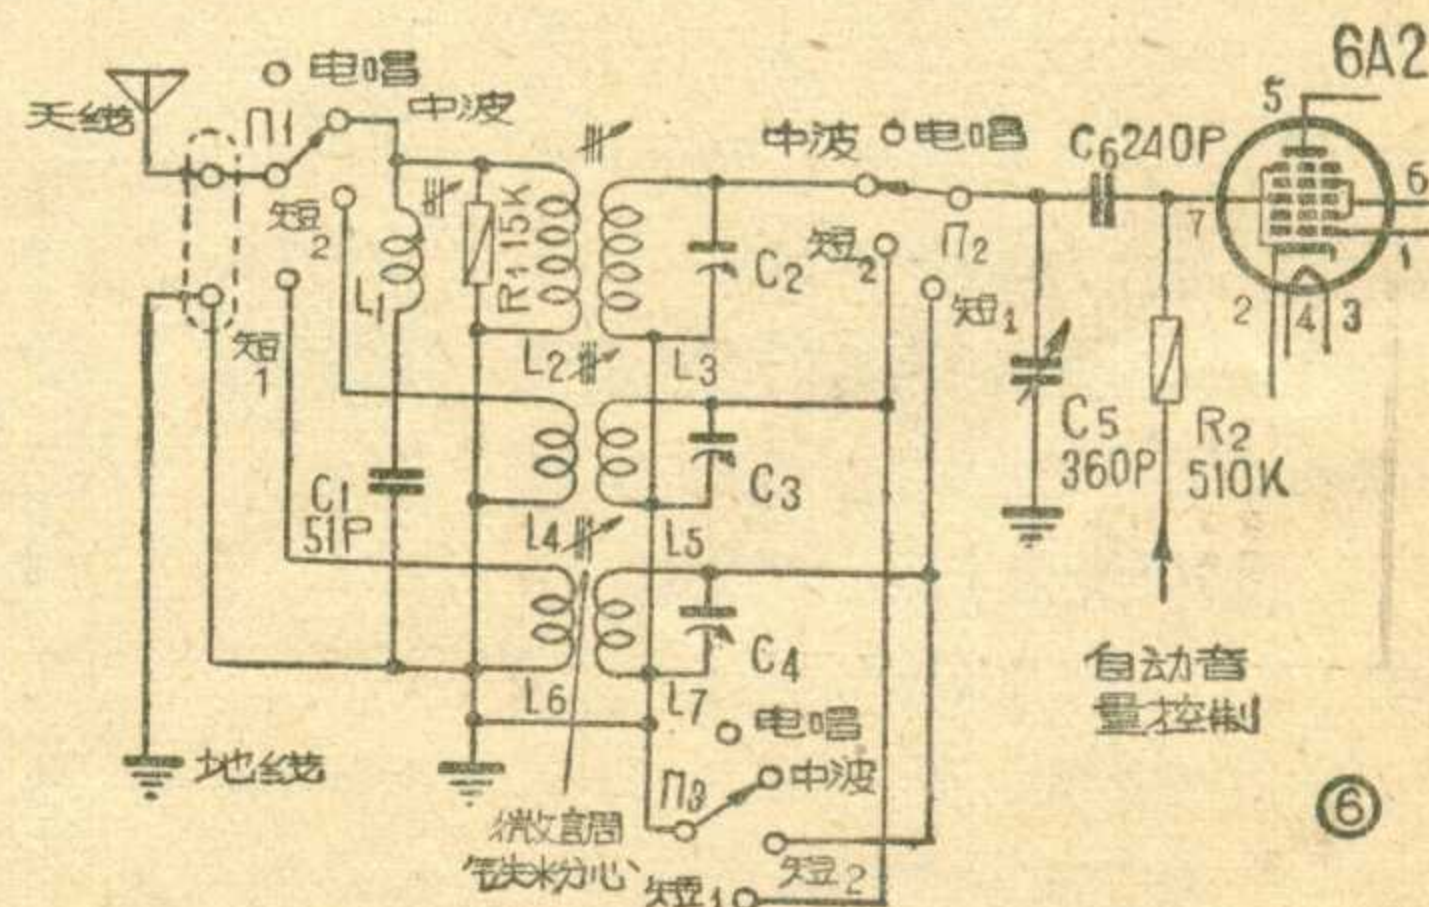 6A2
5
电唱
天线
П1
中波
中波
电唱
C6 240P
6
7
1
短2
R1 15K
L1
C2
短2
П2
短1
2
4
3
短1
L2
L3
C5
360P
R2
510K
C1
51P
C3
L4
L5
C4
L6
L7
自动音
量控制
地线
电唱
П3
中波
微调
铁粉心
短2
短1
⑥